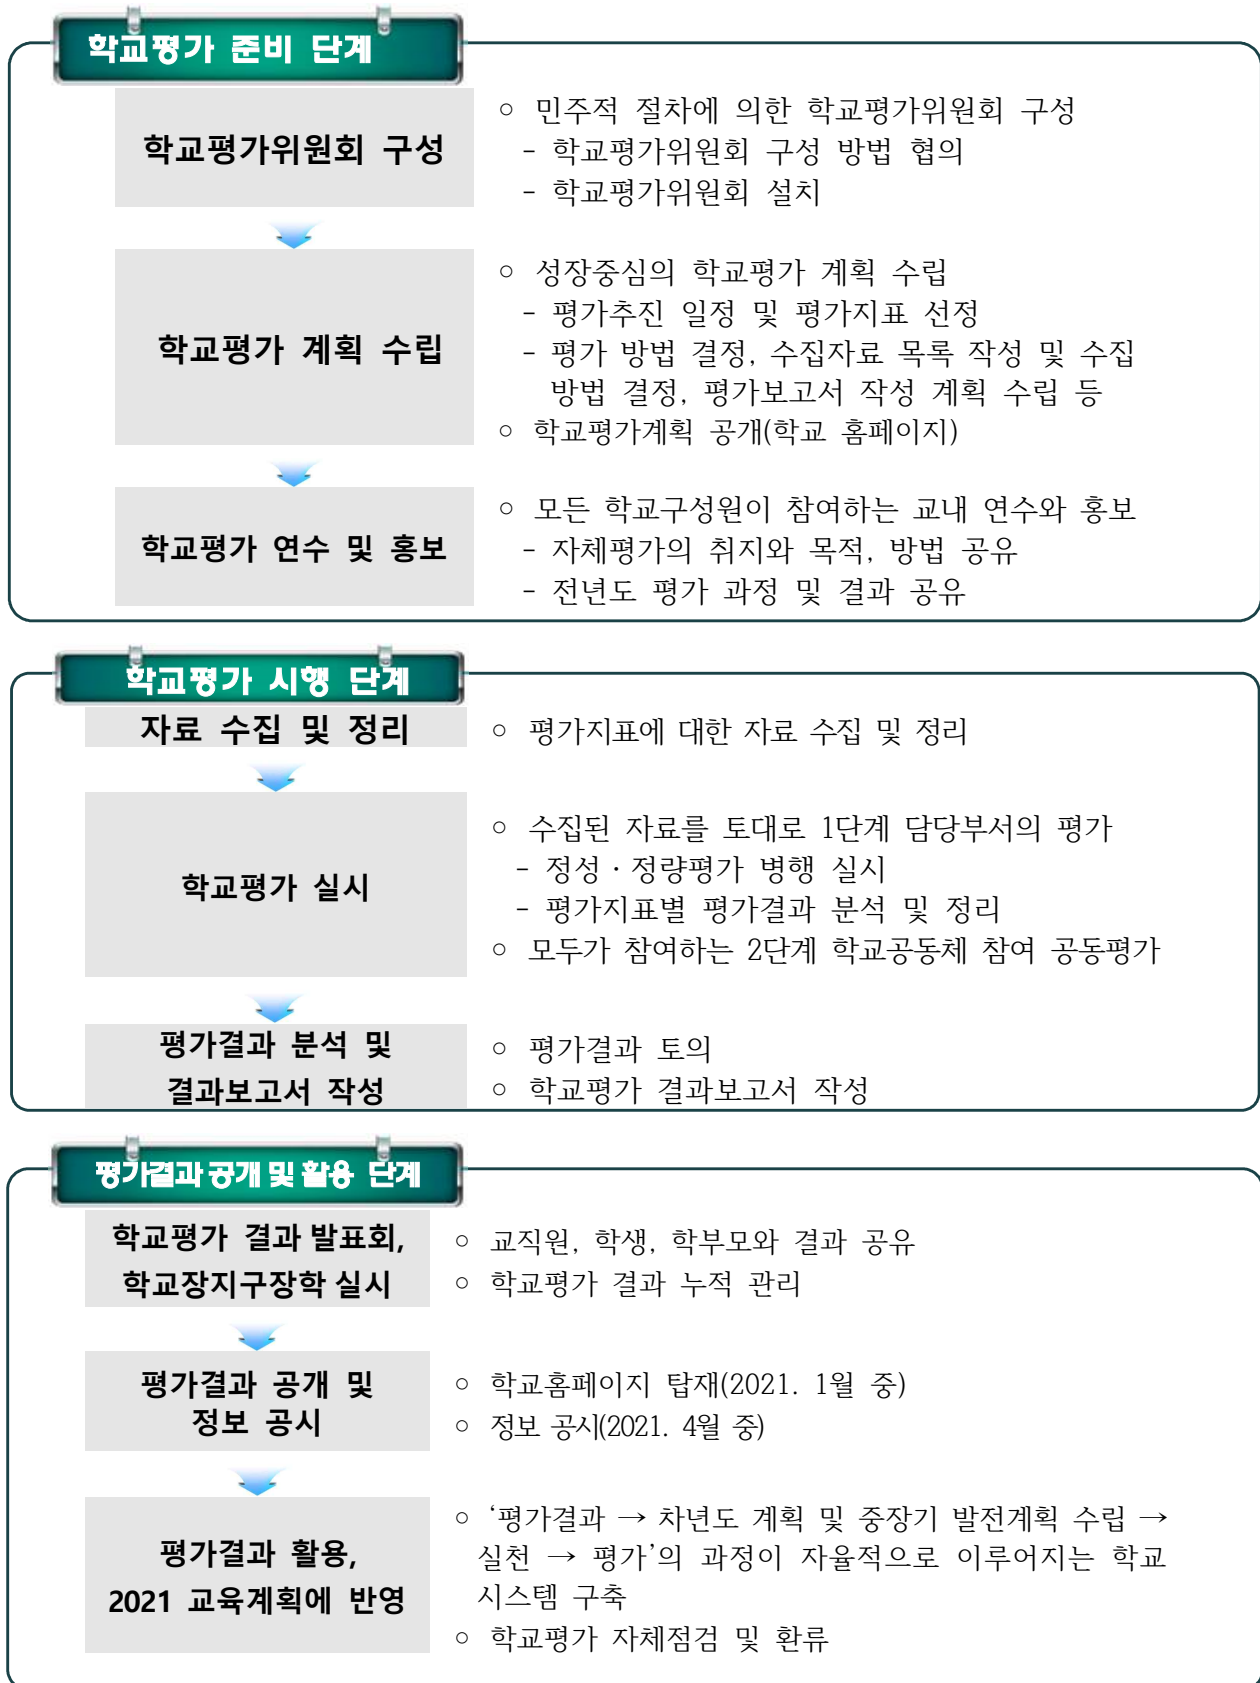 학교평가 준비 단계
학교평가위원회 구성
○ 민주적 절차에 의한 학교평가위원회 구성
- 학교평가위원회 구성 방법 협의
- 학교평가위원회 설치
학교평가 계획 수립
○ 성장중심의 학교평가 계획 수립
- 평가추진 일정 및 평가지표 선정
- 평가 방법 결정, 수집자료 목록 작성 및 수집
방법 결정, 평가보고서 작성 계획 수립 등
○ 학교평가계획 공개(학교 홈페이지)
학교평가 연수 및 홍보
○ 모든 학교구성원이 참여하는 교내 연수와 홍보
- 자체평가의 취지와 목적, 방법 공유
- 전년도 평가 과정 및 결과 공유
학교평가 시행 단계
자료 수집 및 정리
○ 평가지표에 대한 자료 수집 및 정리
학교평가 실시
○ 수집된 자료를 토대로 1단계 담당부서의 평가
- 정성·정량평가 병행 실시
- 평가지표별 평가결과 분석 및 정리
○ 모두가 참여하는 2단계 학교공동체 참여 공동평가
평가결과 분석 및
결과보고서 작성
○ 평가결과 토의
○ 학교평가 결과보고서 작성
평가결과 공개 및 활용 단계
학교평가 결과 발표회,
학교장지구장학 실시
○ 교직원, 학생, 학부모와 결과 공유
○ 학교평가 결과 누적 관리
평가결과 공개 및
정보 공시
○ 학교홈페이지 탑재(2021. 1월 중)
○ 정보 공시(2021. 4월 중)
평가결과 활용,
2021 교육계획에 반영
○ ‘평가결과 → 차년도 계획 및 중장기 발전계획 수립 →
실천 → 평가’의 과정이 자율적으로 이루어지는 학교
시스템 구축
○ 학교평가 자체점검 및 환류